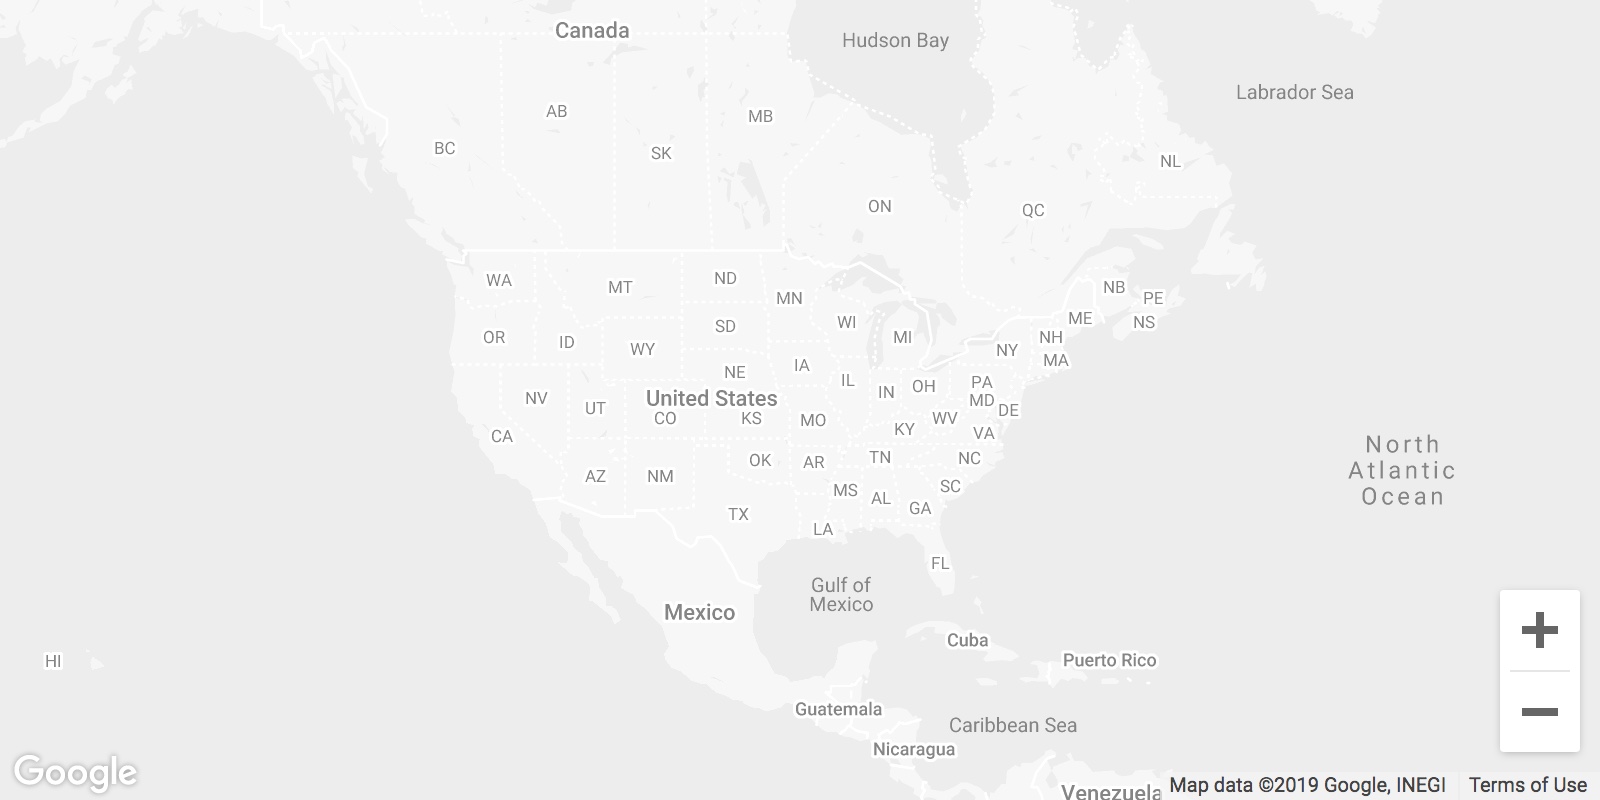 Canada
Hudson Bay
Labrador Sea
AB
MB
BC
SK
NL
ON
QC
WA
MT
ND
MN
NB
PE
OR
ID
WY
SD
WI
MI
NY
NH
ME
NS
MA
NE
IA
IL
IN
OH
PA
MD
DE
NV
UT
United States
CO
KS
MO
KY
WV
VA
CA
AZ
NM
OK
AR
TN
NC
North
Atlantic
Ocean
TX
MS
AL
GA
SC
LA
FL
Gulf of
Mexico
Mexico
Cuba
Puerto Rico
HI
Guatemala
Caribbean Sea
Nicaragua
Venezuela
Google
Map data ©2019 Google, INEGI
Terms of Use